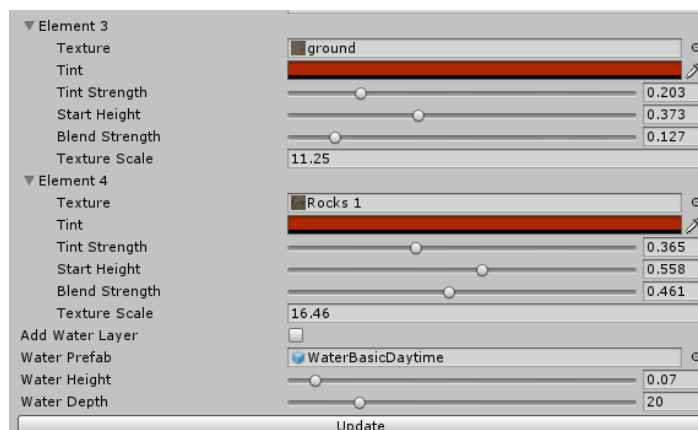 Element 3
Texture ground
Tint
Tint Strength 0.203
Start Height 0.373
Blend Strength 0.127
Texture Scale 11.25
Element 4
Texture Rocks 1
Tint
Tint Strength 0.365
Start Height 0.558
Blend Strength 0.461
Texture Scale 16.46
Add Water Layer
Water Prefab WaterBasicDaytime
Water Height 0.07
Water Depth 20
Update